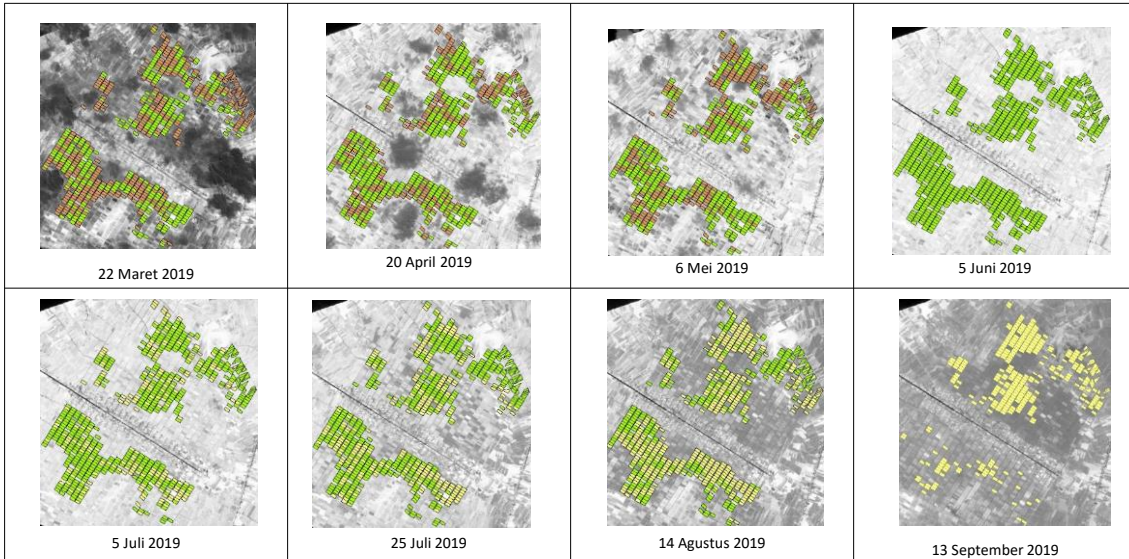 22 Maret 2019
20 April 2019
6 Mei 2019
5 Juni 2019
5 Juli 2019
25 Juli 2019
14 Agustus 2019
13 September 2019